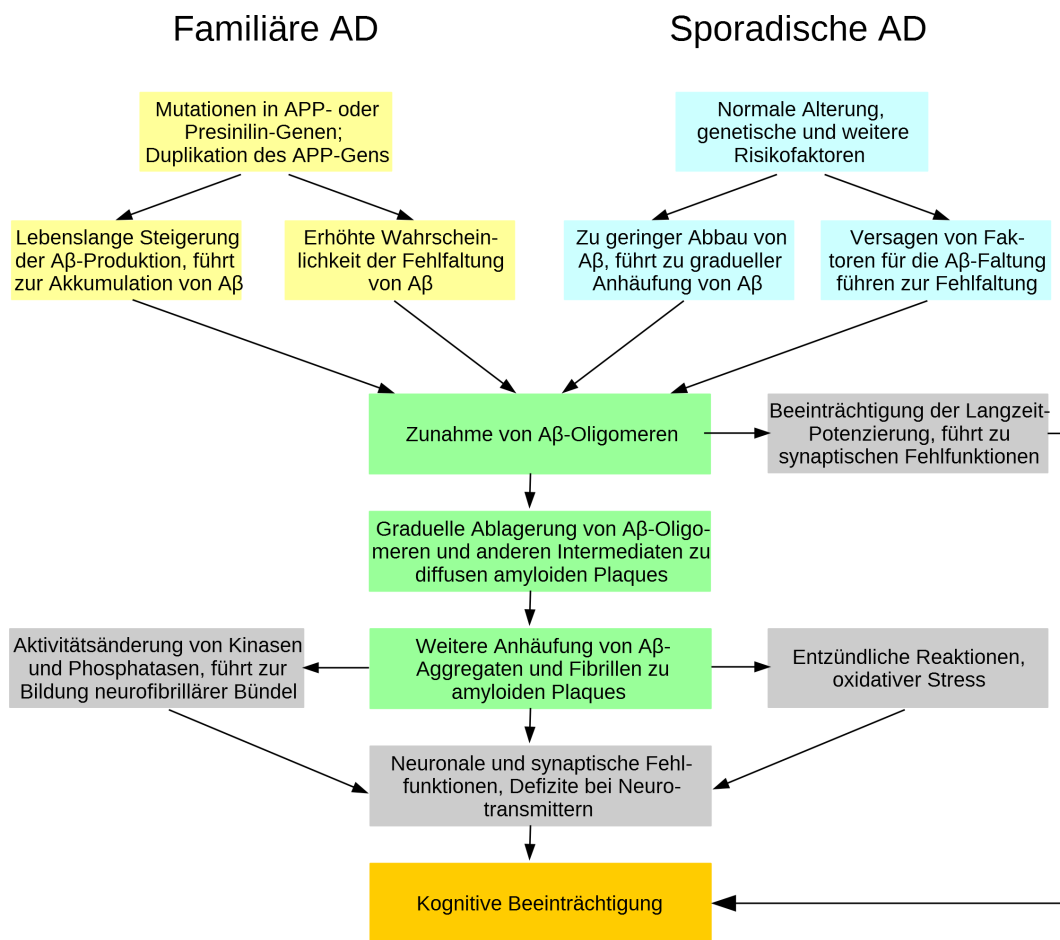 Familiäre AD
Sporadische AD
Mutationen in APP- oder
Presinilin-Genen;
Duplikation des APP-Gens
Normale Alterung,
genetische und weitere
Risikofaktoren
Lebenslange Steigerung
der Aβ-Produktion, führt
zur Akkumulation von Aβ
Erhöhte Wahrschein-
lichkeit der Fehlfaltung
von Aβ
Zu geringer Abbau von
Aβ, führt zu gradueller
Anhäufung von Aβ
Versagen von Fak-
toren für die Aβ-Faltung
führen zur Fehlfaltung
Zunahme von Aβ-Oligomeren
Beeinträchtigung der Langzeit-
Potenzierung, führt zu
synaptischen Fehlfunktionen
Graduelle Ablagerung von Aβ-Oligo-
meren und anderen Intermediaten zu
diffusen amyloiden Plaques
Aktivitätsänderung von Kinasen
und Phosphatasen, führt zur
Bildung neurofibrillärer Bündel
Weitere Anhäufung von Aβ-
Aggregaten und Fibrillen zu
amyloiden Plaques
Entzündliche Reaktionen,
oxidativer Stress
Neuronale und synaptische Fehl-
funktionen, Defizite bei Neuro-
transmittern
Kognitive Beeinträchtigung